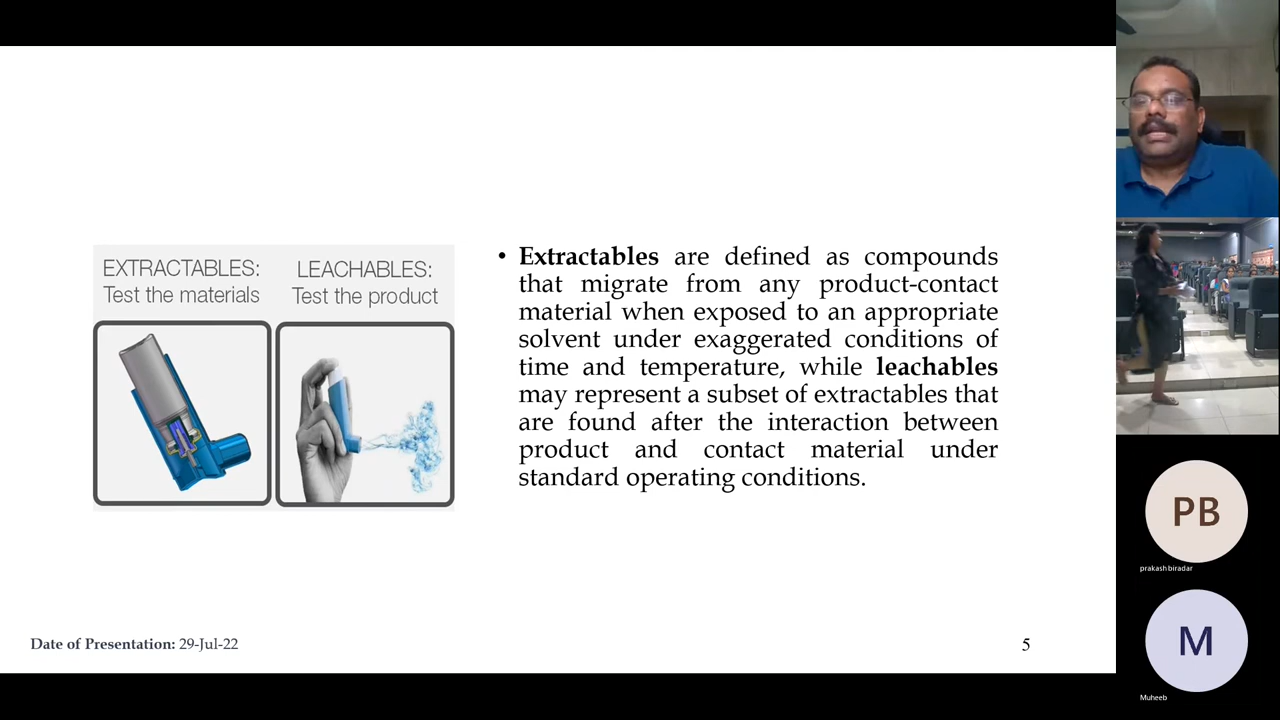 EXTRACTABLES:
Test the materials
LEACHABLES:
Test the product
• Extractables are defined as compounds
that migrate from any product-contact
material when exposed to an appropriate
solvent under exaggerated conditions of
time and temperature, while leachables
may represent a subset of extractables that
are found after the interaction between
product and contact material under
standard operating conditions.
Date of Presentation: 29-Jul-22
5
PB
prakash biradar
M
Muheeb